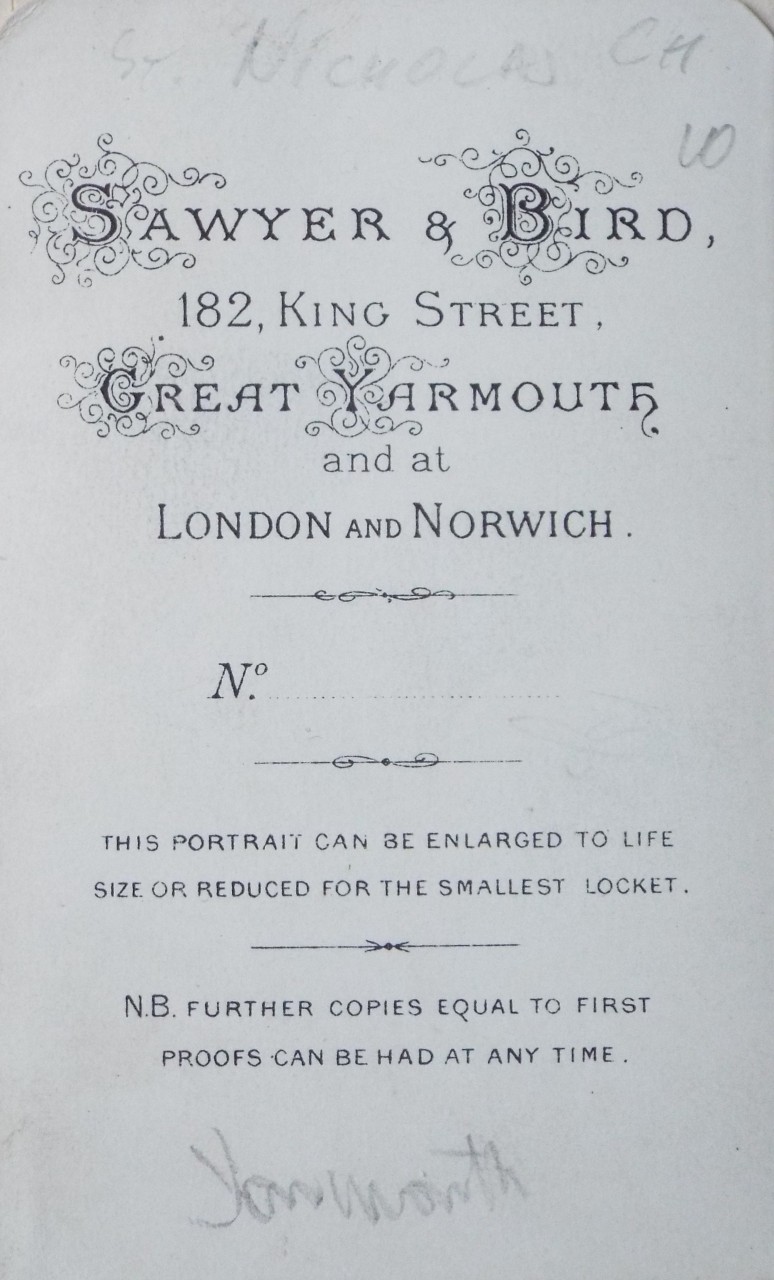 St. NICHOLAS CH
SAWYER & BIRD,
182, KING STREET,
GREAT YARMOUTH
and at
LONDON AND NORWICH.
No.
THIS PORTRAIT CAN BE ENLARGED TO LIFE
SIZE OR REDUCED FOR THE SMALLEST LOCKET.
N.B. FURTHER COPIES EQUAL TO FIRST
PROOFS CAN BE HAD AT ANY TIME.